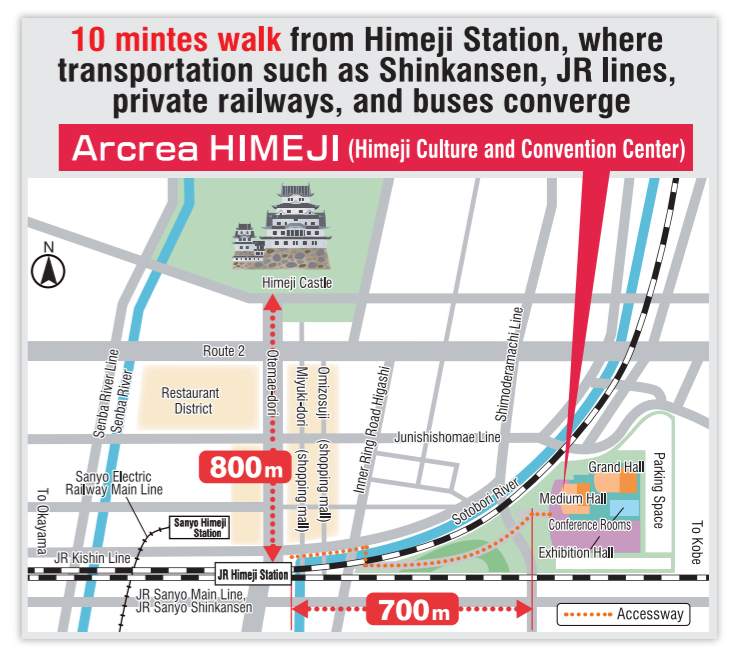 10 mintes walk from Himeji Station, where
transportation such as Shinkansen, JR lines,
private railways, and buses converge
Arcrea HIMEJI (Himeji Culture and Convention Center)
N
Himeji Castle
Senba River Line
Senba River
Route 2
Otemae-dori
Miyuki-dori (shopping mall)
Omizosuji (shopping mall)
Inner Ring Road Higashi
Shimoderamachi Line
Restaurant
District
Junishishomae Line
800m
Sotobori River
Grand Hall
Medium Hall
Conference Rooms
Exhibition Hall
Parking Space
Sanyo Electric
Railway Main Line
Sanyo Himeji
Station
To Okayama
To Kobe
JR Kishin Line
JR Himeji Station
JR Sanyo Main Line,
JR Sanyo Shinkansen
700m
Accessway